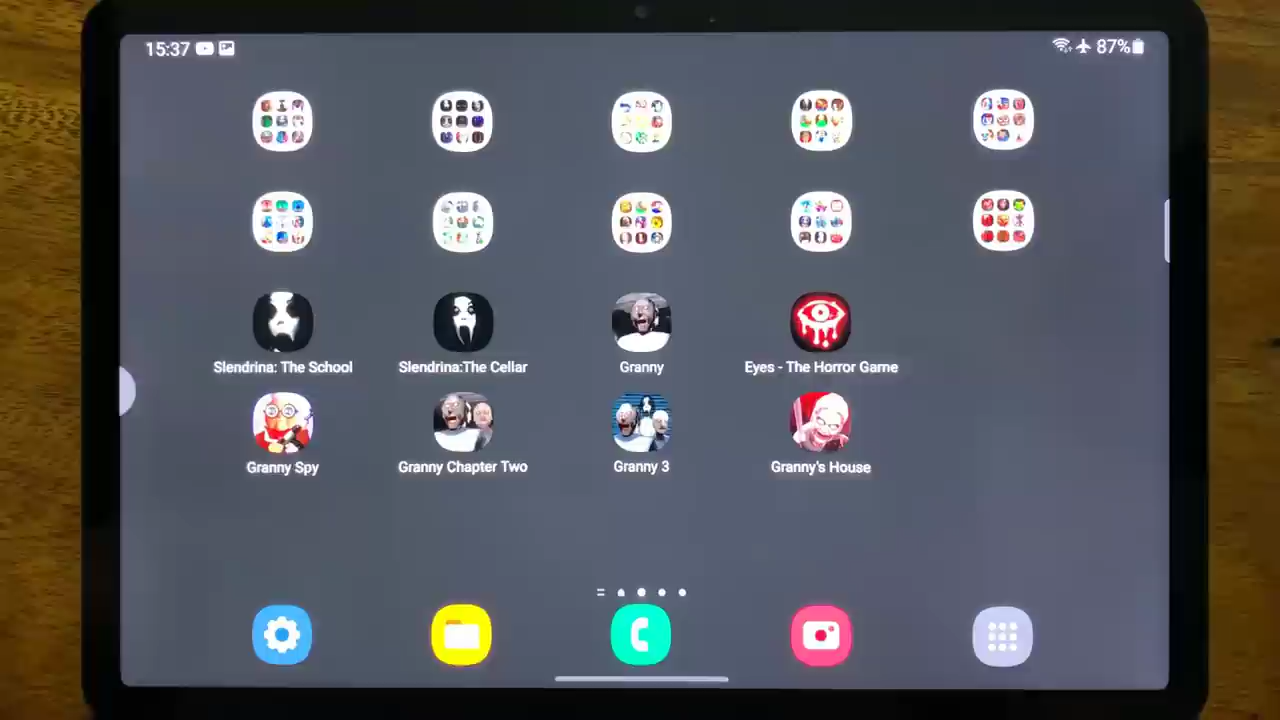 15:37
87%
Slendrina: The School
Slendrina:The Cellar
Granny
Eyes - The Horror Game
Granny Spy
Granny Chapter Two
Granny 3
Granny's House